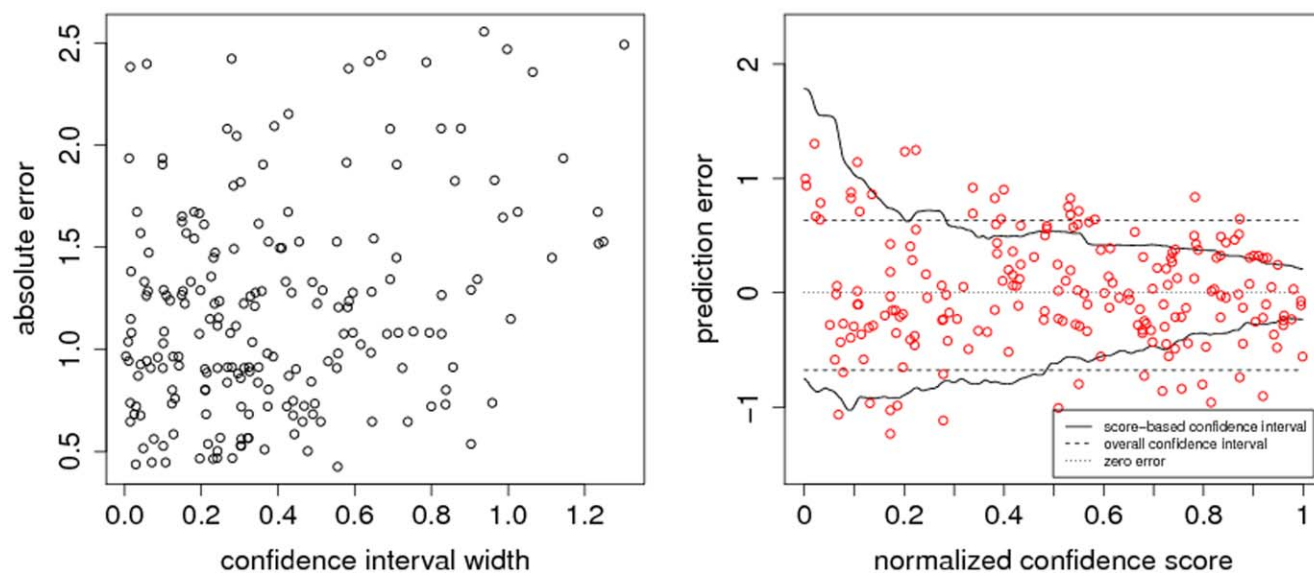 absolute error
2.5
2.0
1.5
1.0
0.5
0.0 0.2 0.4 0.6 0.8 1.0 1.2
confidence interval width
prediction error
2
1
0
−1
score−based confidence interval
overall confidence interval
zero error
0 0.2 0.4 0.6 0.8 1
normalized confidence score